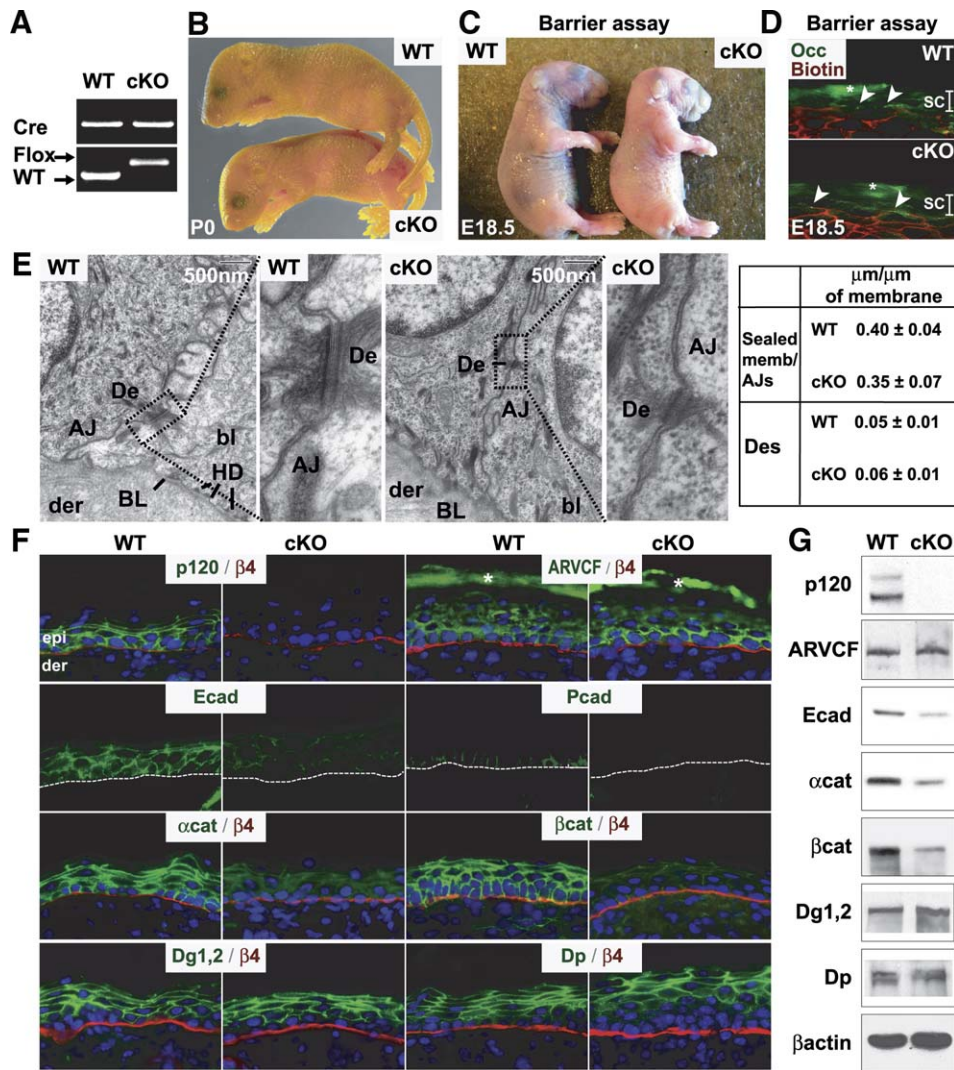 A
WT cKO
Cre
Flox
WT
B
WT
P0
cKO
C
Barrier assay
WT
cKO
E18.5
D
Barrier assay
Occ
Biotin
WT
*
sc
cKO
*
sc
E18.5
E
WT
500nm
De
AJ
bl
HD
BL
der
WT
De
AJ
cKO
500nm
De
AJ
der
BL
bl
cKO
AJ
De
μm/μm
of membrane
Sealed
memb/
AJs
WT 0.40 ± 0.04
cKO 0.35 ± 0.07
Des
WT 0.05 ± 0.01
cKO 0.06 ± 0.01
F
WT cKO WT cKO
p120 / β4
ARVCF / β4
epi
der
* *
Ecad
Pcad
αcat / β4
βcat / β4
Dg1,2 / β4
Dp / β4
G
WT cKO
p120
ARVCF
Ecad
αcat
βcat
Dg1,2
Dp
βactin